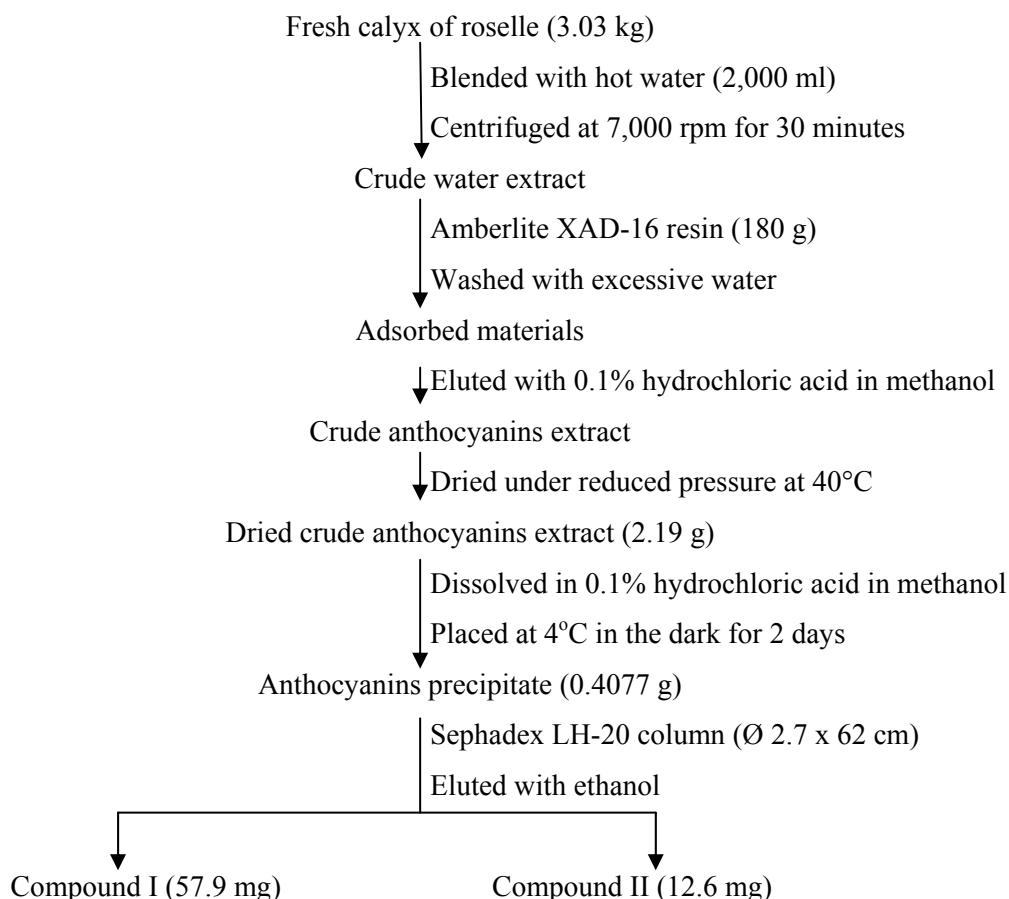 Fresh calyx of roselle (3.03 kg)
Blended with hot water (2,000 ml)
Centrifuged at 7,000 rpm for 30 minutes
Crude water extract
Amberlite XAD-16 resin (180 g)
Washed with excessive water
Adsorbed materials
Eluted with 0.1% hydrochloric acid in methanol
Crude anthocyanins extract
Dried under reduced pressure at 40°C
Dried crude anthocyanins extract (2.19 g)
Dissolved in 0.1% hydrochloric acid in methanol
Placed at 4°C in the dark for 2 days
Anthocyanins precipitate (0.4077 g)
Sephadex LH-20 column (Ø 2.7 x 62 cm)
Eluted with ethanol
Compound I (57.9 mg) Compound II (12.6 mg)